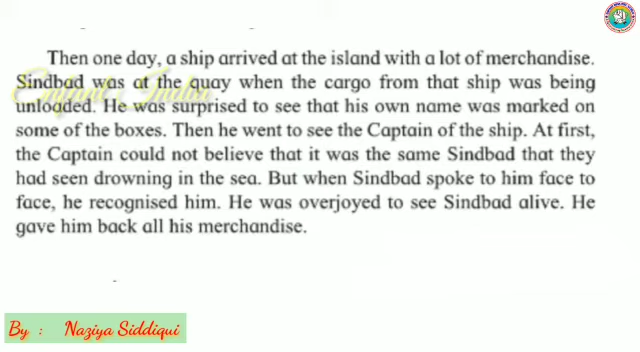 Then one day, a ship arrived at the island with a lot of merchandise.
Sindbad was at the quay when the cargo from that ship was being
unloaded. He was surprised to see that his own name was marked on
some of the boxes. Then he went to see the Captain of the ship. At first,
the Captain could not believe that it was the same Sindbad that they
had seen drowning in the sea. But when Sindbad spoke to him face to
face, he recognised him. He was overjoyed to see Sindbad alive. He
gave him back all his merchandise.
By : Naziya Siddiqui